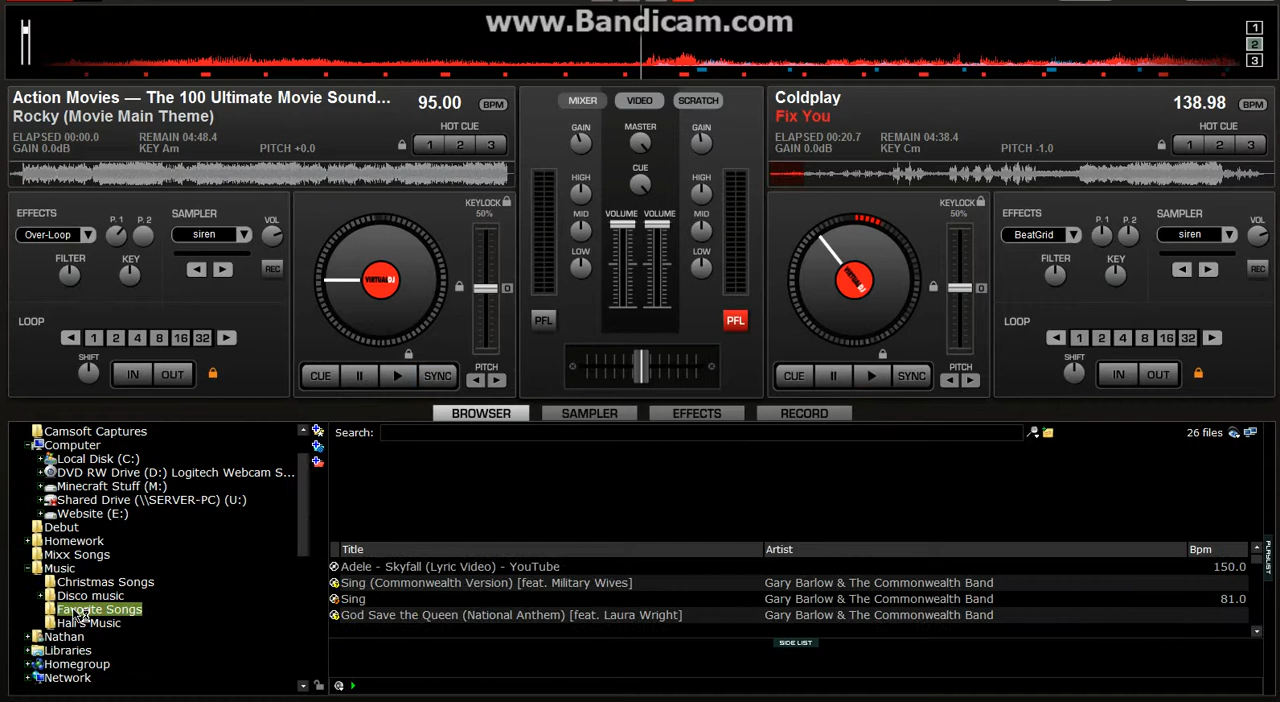 www.Bandicam.com
1
2
3
Action Movies — The 100 Ultimate Movie Sound...
Rocky (Movie Main Theme)
95.00 BPM
ELAPSED 00:00.0 REMAIN 04:48.4
GAIN 0.0dB KEY Am PITCH +0.0
HOT CUE
1 2 3
MIXER VIDEO SCRATCH
GAIN MASTER GAIN
CUE
HIGH HIGH
VOLUME VOLUME
MID MID
LOW LOW
PFL PFL
Coldplay
Fix You
138.98 BPM
ELAPSED 00:20.7 REMAIN 04:38.4
GAIN 0.0dB KEY Cm PITCH -1.0
HOT CUE
1 2 3
EFFECTS P. 1 P. 2 SAMPLER VOL
Over-Loop siren
FILTER KEY REC
LOOP
1 2 4 8 16 32
SHIFT IN OUT
KEYLOCK
50%
0
VIRTUALDJ
CUE SYNC
PITCH
KEYLOCK
50%
0
VIRTUALDJ
CUE SYNC
PITCH
EFFECTS P. 1 P. 2 SAMPLER VOL
BeatGrid siren
FILTER KEY REC
LOOP
1 2 4 8 16 32
SHIFT IN OUT
BROWSER SAMPLER EFFECTS RECORD
Camsoft Captures
Computer
Local Disk (C:)
DVD RW Drive (D:) Logitech Webcam S...
Minecraft Stuff (M:)
Shared Drive (\\SERVER-PC) (U:)
Website (E:)
Debut
Homework
Mixx Songs
Music
Christmas Songs
Disco music
Favorite Songs
Music
Nathan
Libraries
Homegroup
Network
Search: 26 files
Title Artist Bpm
Adele - Skyfall (Lyric Video) - YouTube 150.0
Sing (Commonwealth Version) [feat. Military Wives] Gary Barlow & The Commonwealth Band
Sing Gary Barlow & The Commonwealth Band 81.0
God Save the Queen (National Anthem) [feat. Laura Wright] Gary Barlow & The Commonwealth Band
SIDE LIST
PLAYLIST